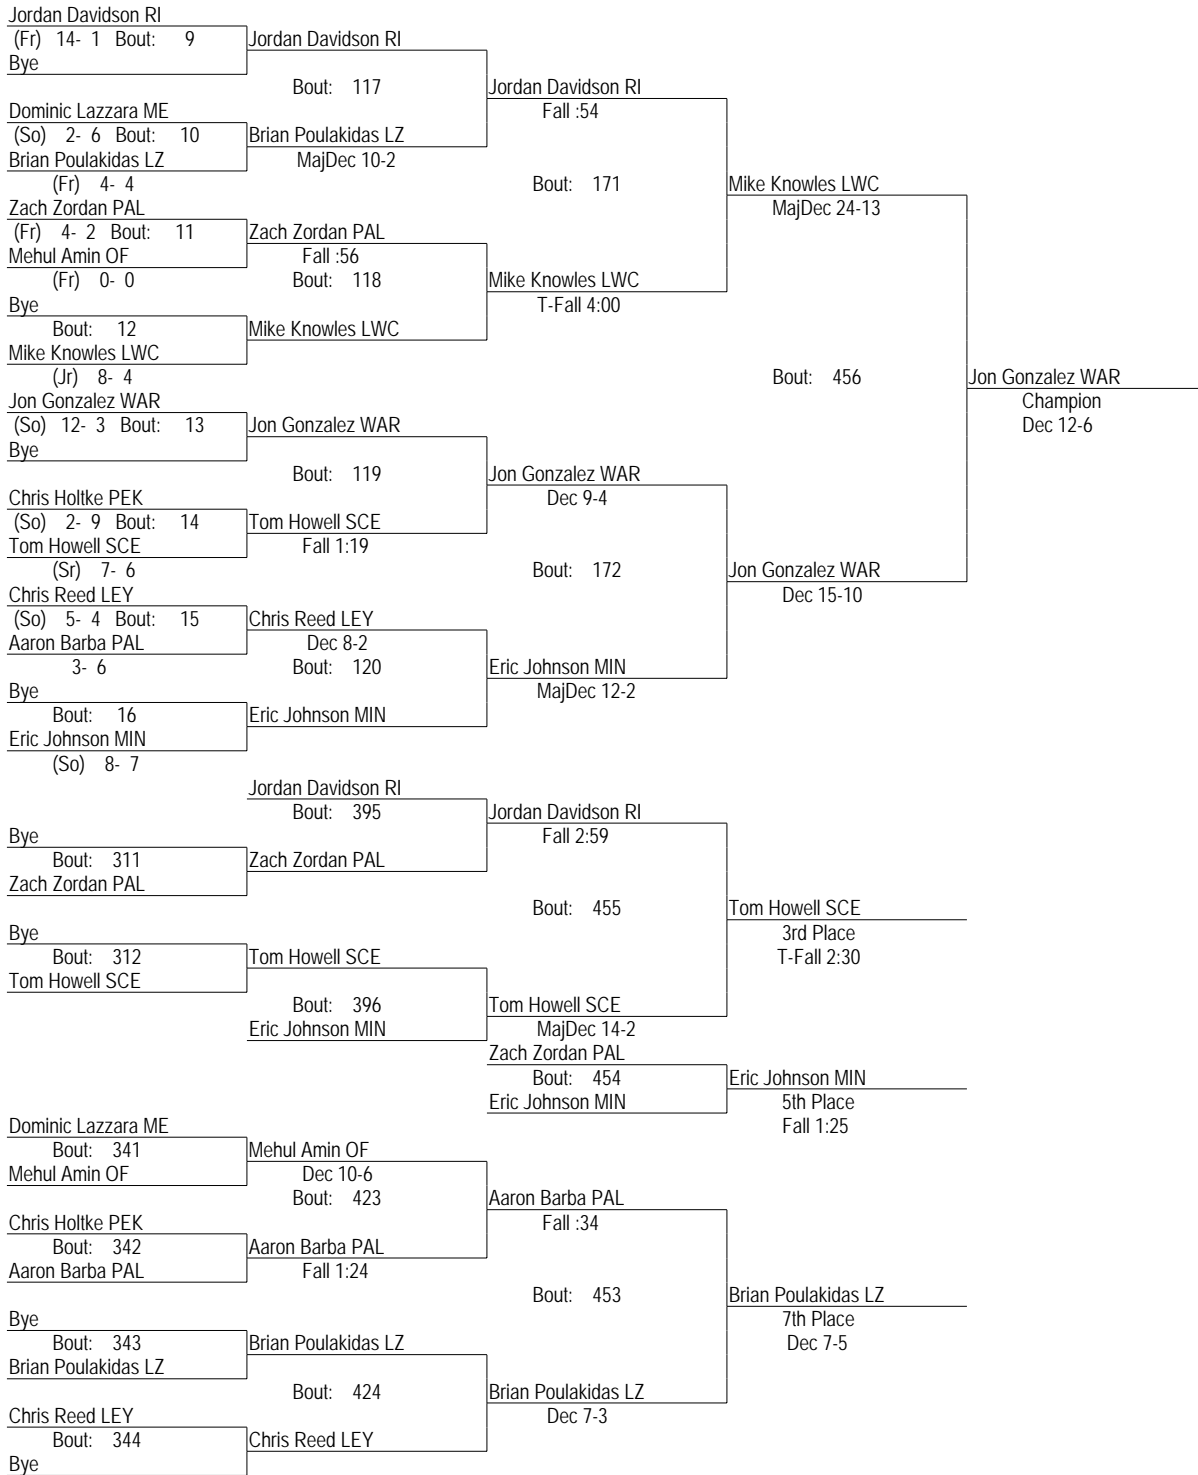 Jordan Davidson RI
(Fr) 14- 1 Bout: 9 Jordan Davidson RI
Bye
Bout: 117 Jordan Davidson RI
Dominic Lazzara ME Fall :54
(So) 2- 6 Bout: 10 Brian Poulakidas LZ
Brian Poulakidas LZ MajDec 10-2
(Fr) 4- 4 Bout: 171 Mike Knowles LWC
Zach Zordan PAL MajDec 24-13
(Fr) 4- 2 Bout: 11 Zach Zordan PAL
Mehul Amin OF Fall :56
(Fr) 0- 0 Bout: 118 Mike Knowles LWC
Bye T-Fall 4:00
Bout: 12 Mike Knowles LWC
Mike Knowles LWC
(Jr) 8- 4 Bout: 456 Jon Gonzalez WAR
Jon Gonzalez WAR Champion
(So) 12- 3 Bout: 13 Jon Gonzalez WAR Dec 12-6
Bye
Bout: 119 Jon Gonzalez WAR
Chris Holtke PEK Dec 9-4
(So) 2- 9 Bout: 14 Tom Howell SCE
Tom Howell SCE Fall 1:19
(Sr) 7- 6 Bout: 172 Jon Gonzalez WAR
Chris Reed LEY Dec 15-10
(So) 5- 4 Bout: 15 Chris Reed LEY
Aaron Barba PAL Dec 8-2
3- 6 Bout: 120 Eric Johnson MIN
Bye MajDec 12-2
Bout: 16 Eric Johnson MIN
Eric Johnson MIN
(So) 8- 7
Jordan Davidson RI
Bout: 395 Jordan Davidson RI
Bye Fall 2:59
Bout: 311 Zach Zordan PAL
Zach Zordan PAL
Bout: 455 Tom Howell SCE
Bye 3rd Place
Bout: 312 Tom Howell SCE T-Fall 2:30
Tom Howell SCE
Bout: 396 Tom Howell SCE
Eric Johnson MIN MajDec 14-2
Zach Zordan PAL
Bout: 454 Eric Johnson MIN
Eric Johnson MIN 5th Place
Dominic Lazzara ME Fall 1:25
Bout: 341 Mehul Amin OF
Mehul Amin OF Dec 10-6
Bout: 423 Aaron Barba PAL
Chris Holtke PEK Fall :34
Bout: 342 Aaron Barba PAL
Aaron Barba PAL Fall 1:24
Bout: 453 Brian Poulakidas LZ
Bye 7th Place
Bout: 343 Brian Poulakidas LZ Dec 7-5
Brian Poulakidas LZ
Bout: 424 Brian Poulakidas LZ
Chris Reed LEY Dec 7-3
Bout: 344 Chris Reed LEY
Bye